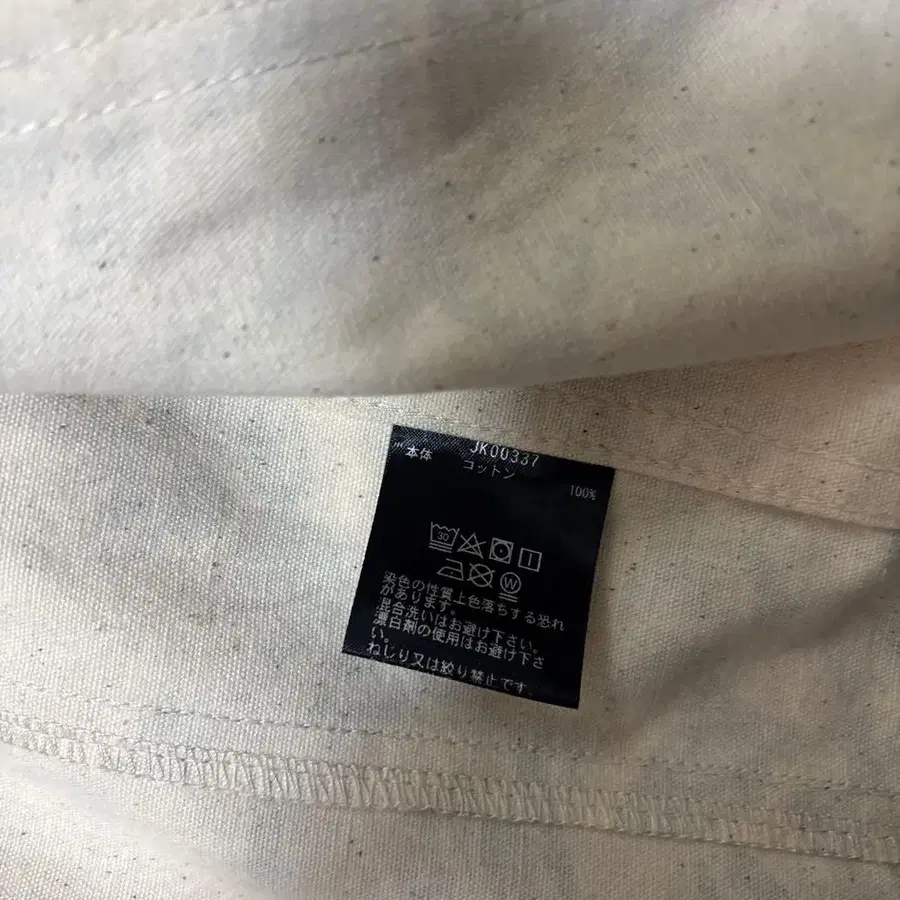 JK00337
本体 コットン
100%
30
W
染色の性質上色落ちする恐れ
があります。
混合洗いはお避け下さい。
漂白剤の使用はお避け下さ
い。
ねじり又は絞り禁止です。